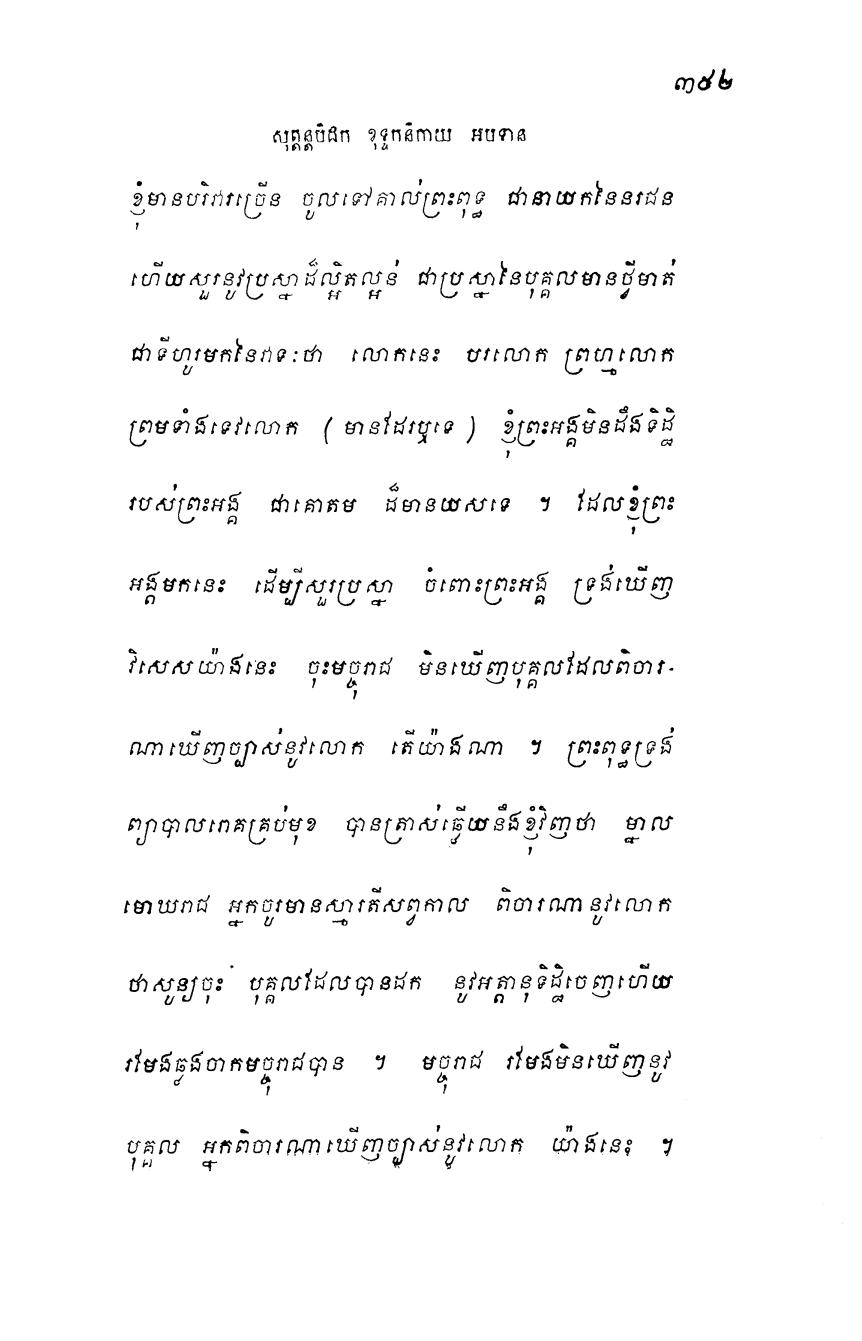 ៣៩២
សុត្តន្តបិដក ខុទ្ទកនិកាយ អបទាន
ខ្ញុំមានបរិវារច្រើន ចូលទៅគាល់ព្រះពុទ្ធ ជានាយកនៃនរជន
ហើយសួរនូវប្រស្នាដ៏ល្អិតល្អន់ ជាប្រស្នានៃបុគ្គលមានថ្វីមាត់
ជាទីហូរមកនៃវាទៈថា លោកនេះ បរលោក ព្រហ្មលោក
ព្រមទាំងទេវលោក (មានដែរឬទេ) ខ្ញុំព្រះអង្គមិនដឹងទិដ្ឋិ
របស់ព្រះអង្គ ជាគោតម ដ៏មានយសទេ ។ ដែលខ្ញុំព្រះ
អង្គមកនេះ ដើម្បីសួរប្រស្នា ចំពោះព្រះអង្គ ទ្រង់ឃើញ
វិសេសយ៉ាងនេះ ចុះមច្ចុរាជ មិនឃើញបុគ្គលដែលពិចារ-
ណាឃើញច្បាស់នូវលោក តើយ៉ាងណា ។ ព្រះពុទ្ធទ្រង់
ព្យាបាលរោគគ្រប់មុខ បានត្រាស់ឆ្លើយនឹងខ្ញុំវិញថា ម្នាល
មោឃរាជ អ្នកចូរមានស្មារតីសព្វកាល ពិចារណានូវលោក
ថាសូន្យចុះ បុគ្គលដែលបានដក នូវអត្តានុទិដ្ឋិចេញហើយ
រមែងឆ្លងចាកមច្ចុរាជបាន ។ មច្ចុរាជ រមែងមិនឃើញនូវ
បុគ្គល អ្នកពិចារណាឃើញច្បាស់នូវលោក យ៉ាងនេះ ។